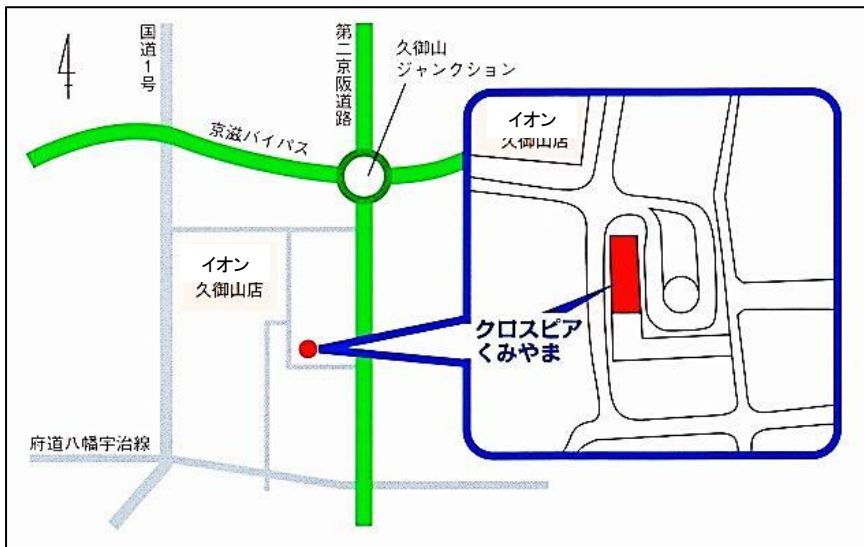 国道1号
第二京阪道路
久御山
ジャンクション
京滋バイパス
イオン
久御山店
イオン
久御山店
クロスピア
くみやま
府道八幡宇治線